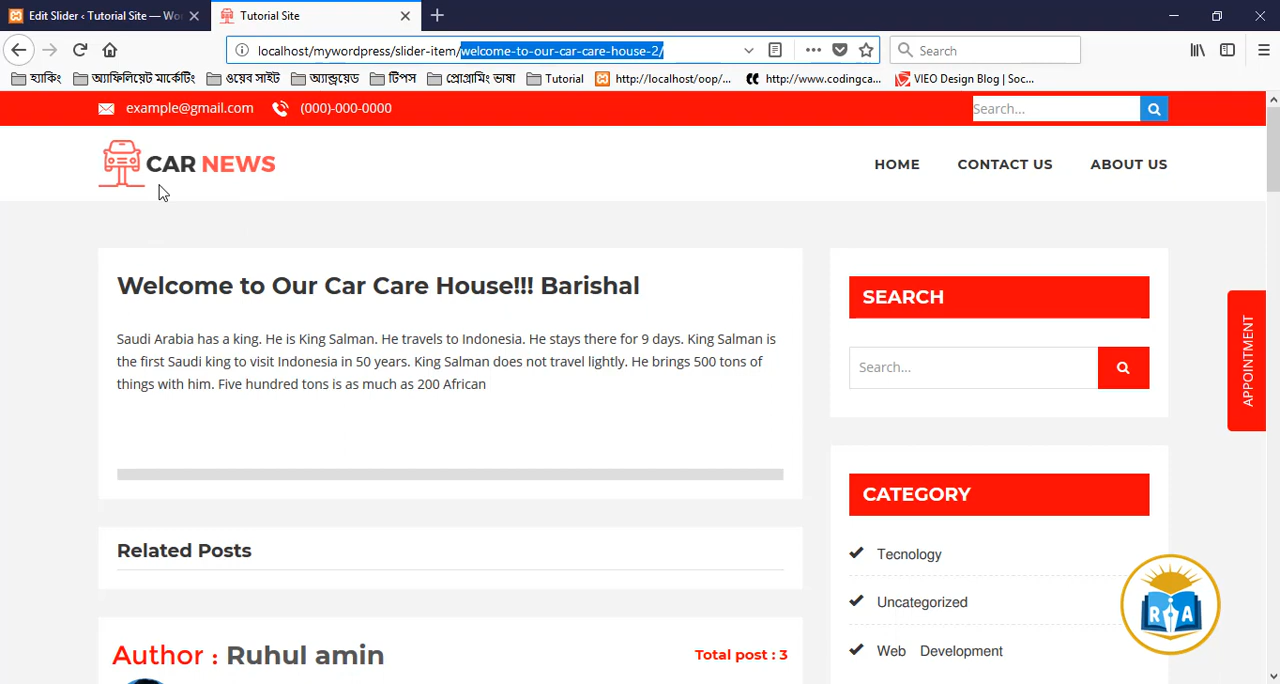 Edit Slider ‹ Tutorial Site — Wo
Tutorial Site
localhost/mywordpress/slider-item/welcome-to-our-car-care-house-2/
Search
হ্যাকিং
অ্যাফিলিয়েট মার্কেটিং
ওয়েব সাইট
অ্যান্ড্রয়েড
টিপস
প্রোগ্রামিং ভাষা
Tutorial
http://localhost/oop/...
http://www.codingca...
VIEO Design Blog | Soc...
example@gmail.com
(000)-000-0000
Search...
CAR NEWS
HOME
CONTACT US
ABOUT US
Welcome to Our Car Care House!!! Barishal
Saudi Arabia has a king. He is King Salman. He travels to Indonesia. He stays there for 9 days. King Salman is
the first Saudi king to visit Indonesia in 50 years. King Salman does not travel lightly. He brings 500 tons of
things with him. Five hundred tons is as much as 200 African
SEARCH
Search...
APPOINTMENT
CATEGORY
Tecnology
Uncategorized
Web Development
Related Posts
Author : Ruhul amin
Total post : 3
R A